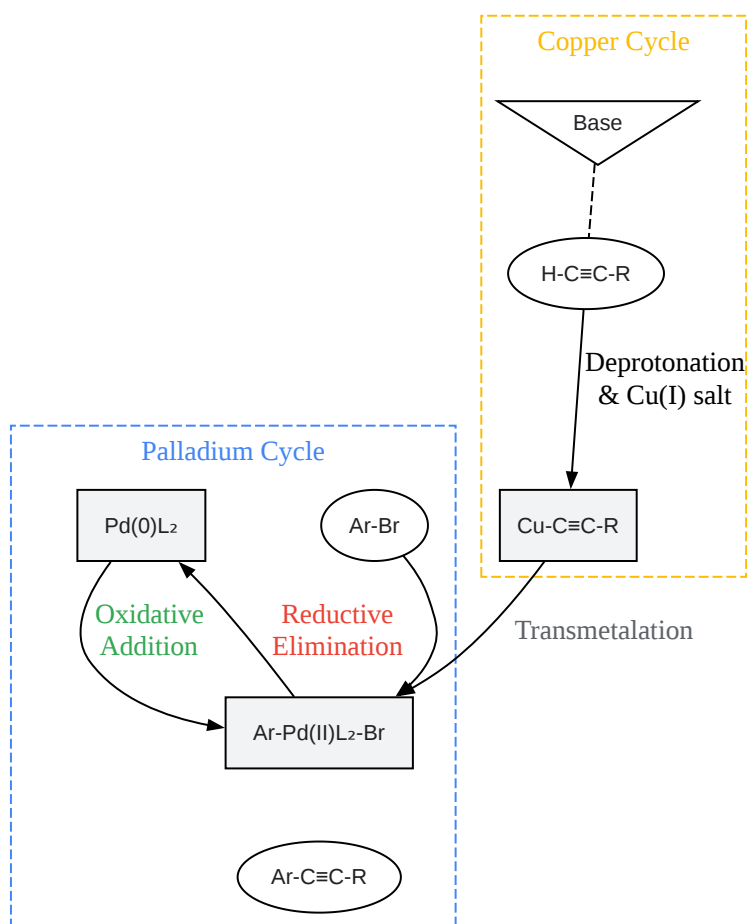 Copper Cycle
Base
H-C≡C-R
Deprotonation
& Cu(I) salt
Palladium Cycle
Pd(0)L₂
Ar-Br
Cu-C≡C-R
Oxidative
Addition
Reductive
Elimination
Transmetalation
Ar-Pd(II)L₂-Br
Ar-C≡C-R